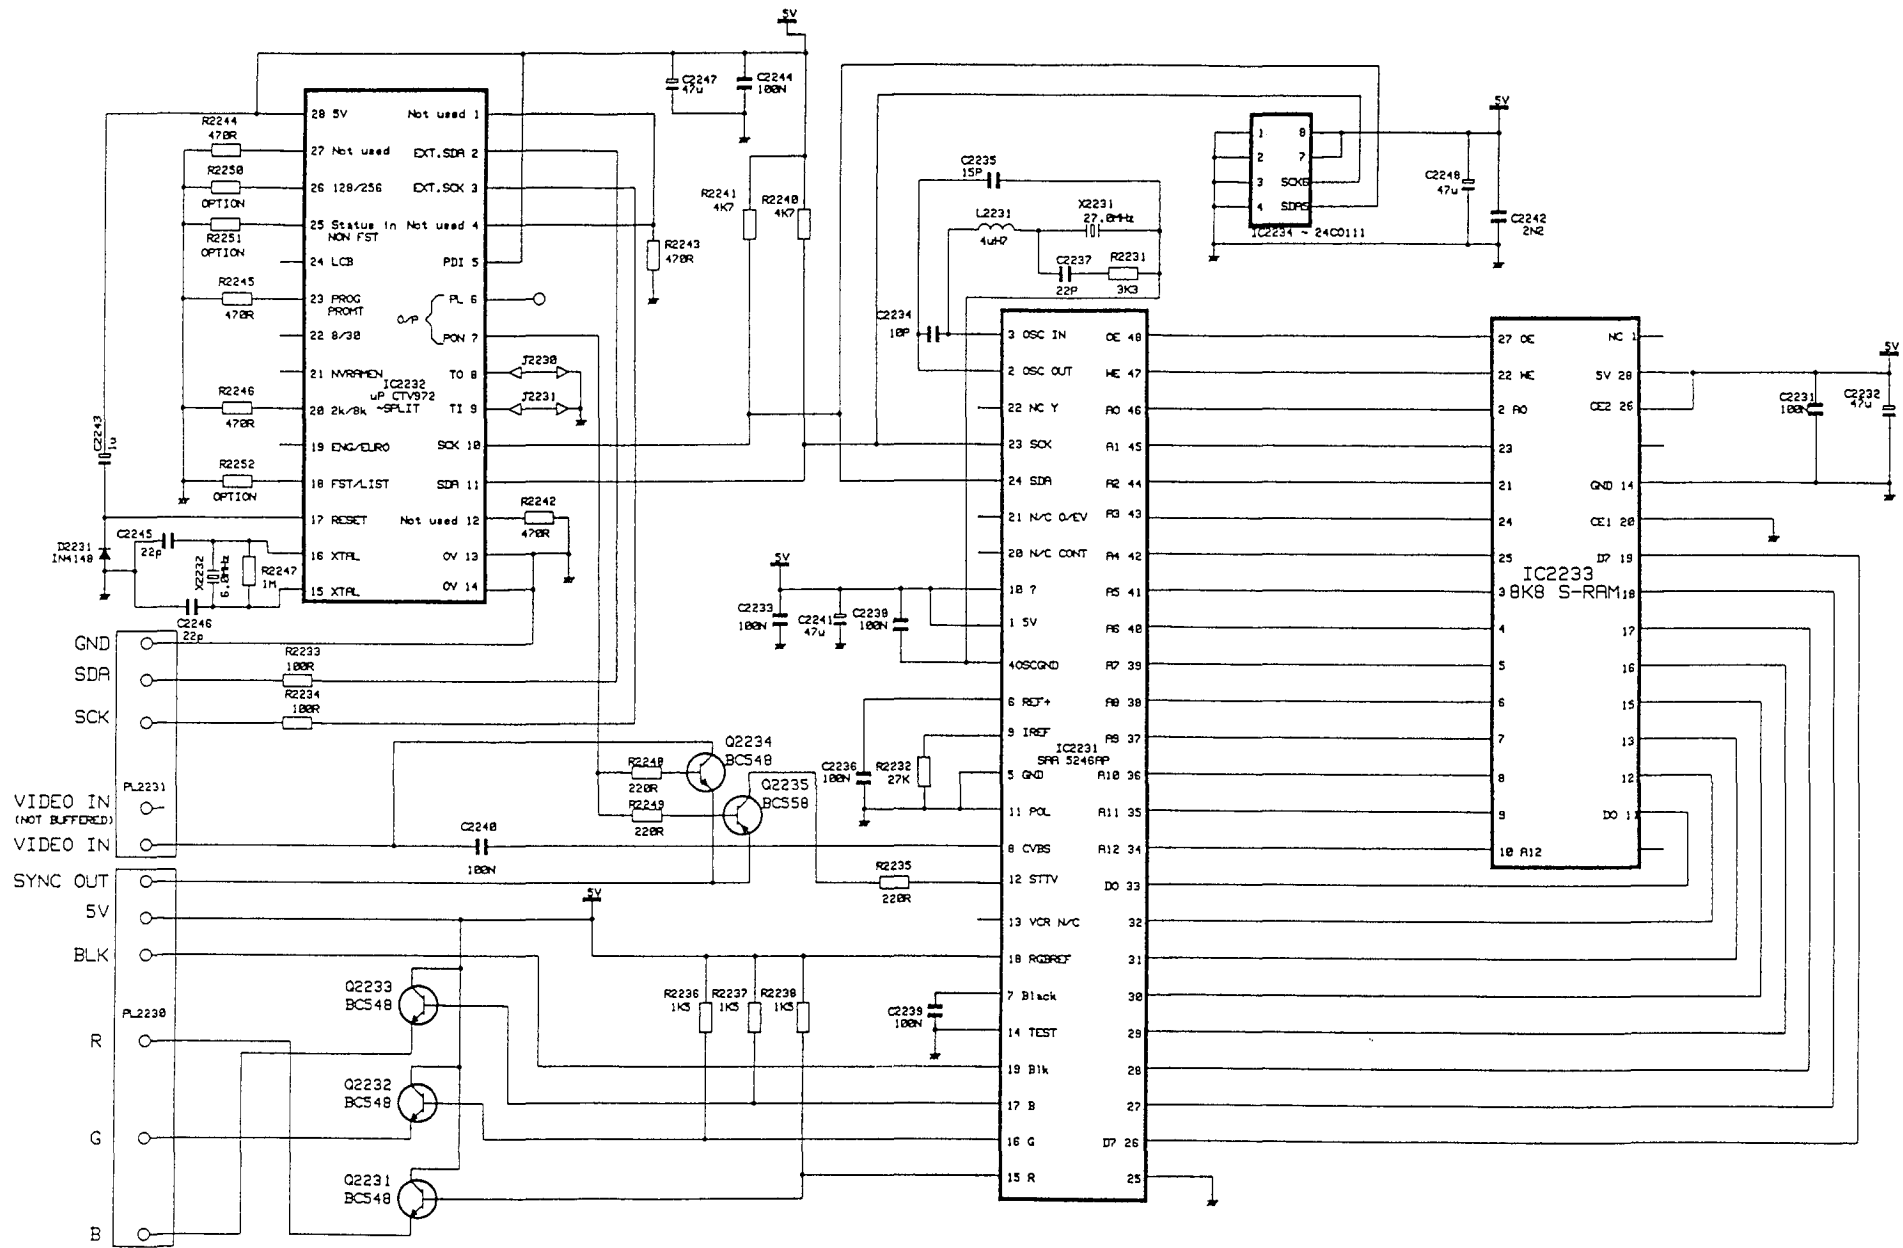 5V
C2247
47u
C2244
100N
R2244
470R
R2250
OPTION
R2251
OPTION
R2245
470R
R2246
470R
R2252
OPTION
C2243
1u
D2231
IN4148
C2245
22p
X2232
6.0MHz
R2247
1M
C2246
22p
28 5V
27 Not used
26 128/256
25 Status in
NON FST
24 LCB
23 PROG
PROMT
22 8/30
21 NVRAMEN
20 2k/8k
19 ENG/EURO
18 FST/LIST
17 RESET
16 XTAL
15 XTAL
IC2232
uP CTV972
~SPLIT
Not used 1
EXT.SDA 2
EXT.SCK 3
Not used 4
PDI 5
O/P
PL 6
PON 7
TO 8
TI 9
SCK 10
SDA 11
Not used 12
0V 13
0V 14
J2230
J2231
R2243
470R
R2242
470R
R2241
4K7
R2240
4K7
C2235
15P
L2231
4uH7
X2231
27.0MHz
C2237
22P
R2231
3K3
C2234
10P
1
2
3
4
8
7
SCK6
SDA5
IC2234 ~ 24C0111
5V
C2248
47u
C2242
2N2
GND
SDA
SCK
PL2231
VIDEO IN
(NOT BUFFERED)
VIDEO IN
SYNC OUT
5V
BLK
PL2230
R
G
B
R2233
100R
R2234
100R
Q2234
BC548
Q2235
BC558
R2248
220R
R2249
220R
C2240
100N
R2235
220R
5V
Q2233
BC548
Q2232
BC548
Q2231
BC548
R2236
1K5
R2237
1K5
R2238
1K5
5V
C2233
100N
C2241
47u
C2238
100N
C2236
100N
R2232
27K
C2239
100N
3 OSC IN
2 OSC OUT
22 NC Y
23 SCK
24 SDA
21 N/C O/EV
20 N/C CONT
10 ?
1 5V
4OSCGND
6 REF+
9 IREF
5 GND
11 POL
8 CVBS
12 STTV
13 VCR N/C
18 RGBREF
7 Black
14 TEST
19 Blk
17 B
16 G
15 R
IC2231
SAA 5246AP
OE 48
WE 47
A0 46
A1 45
A2 44
A3 43
A4 42
A5 41
A6 40
A7 39
A8 38
A9 37
A10 36
A11 35
A12 34
D0 33
32
31
30
29
28
27
D7 26
25
27 OE
22 WE
2 A0
23
21
24
25
3
4
5
6
7
8
9
10 A12
IC2233
8K8 S-RAM
NC 1
5V 28
CE2 26
GND 14
CE1 20
D7 19
18
17
16
15
13
12
D0 11
5V
C2231
100N
C2232
47u